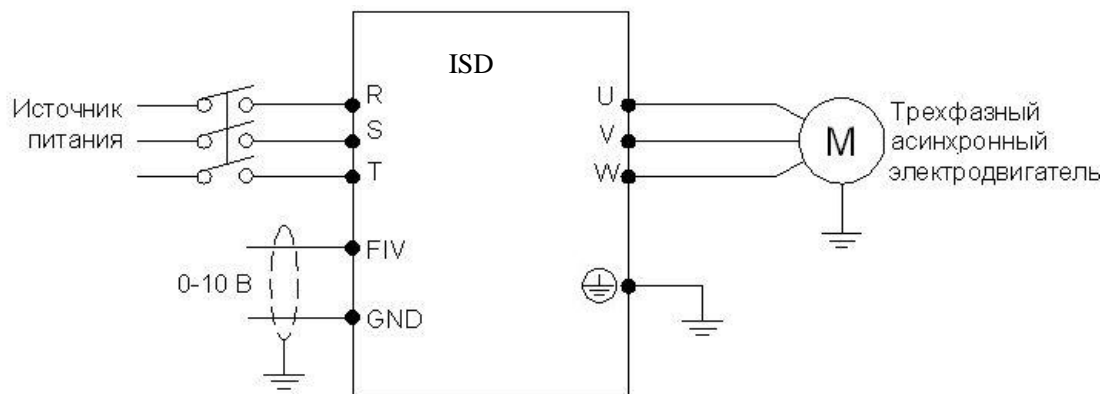 ISD
Источник
питания
R
S
T
FIV
0-10 В
GND
U
V
W
M
Трехфазный
асинхронный
электродвигатель